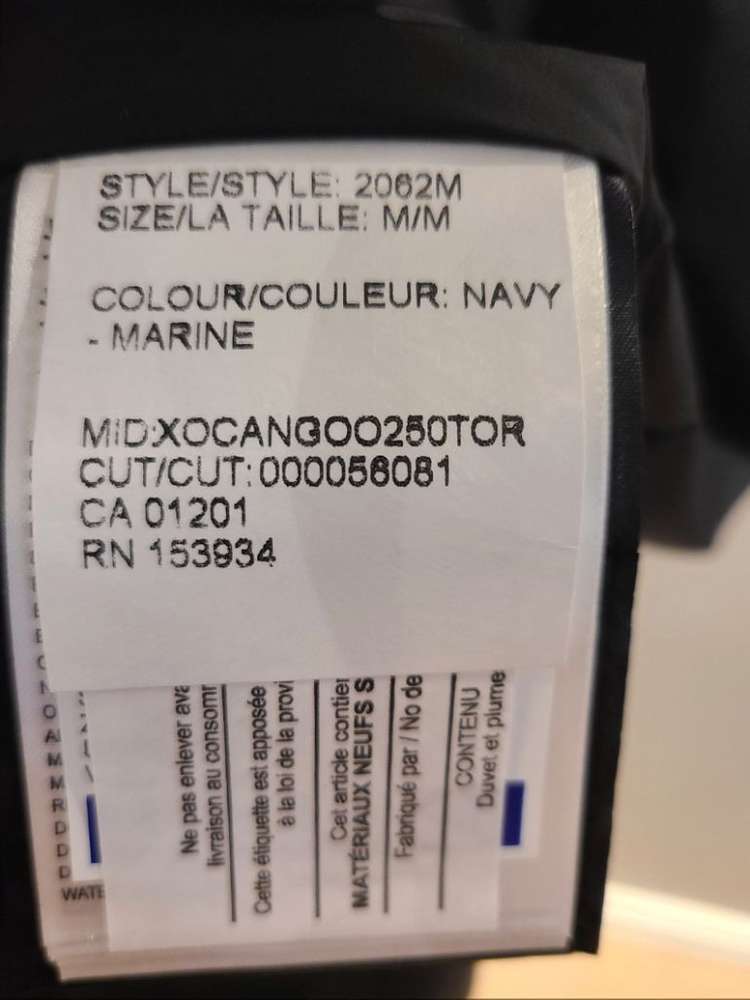 STYLE/STYLE: 2062M
SIZE/LA TAILLE: M/M
COLOUR/COULEUR: NAVY
- MARINE
MID:XOCANGOO250TOR
CUT/CUT:000056081
CA 01201
RN 153934
Ne pas enlever ava
livraison au consomm
Cette étiquette est apposée
à la loi de la provi
Cet article contien
MATÉRIAUX NEUFS S
Fabriqué par / No de
CONTENU
Duvet et plume
WATE